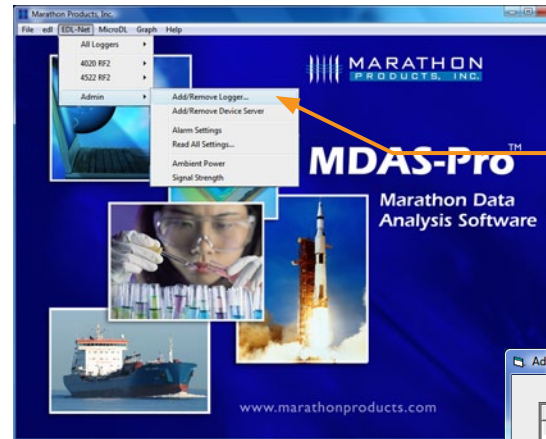 Marathon Products, Inc.
File edl EDL-Net MicroDL Graph Help
All Loggers
4020 RF2
4522 RF2
Admin
Add/Remove Logger...
Add/Remove Device Server
Alarm Settings
Read All Settings...
Ambient Power
Signal Strength
MARATHON
PRODUCTS, INC.
MDAS-Pro™
Marathon Data
Analysis Software
www.marathonproducts.com
Ad